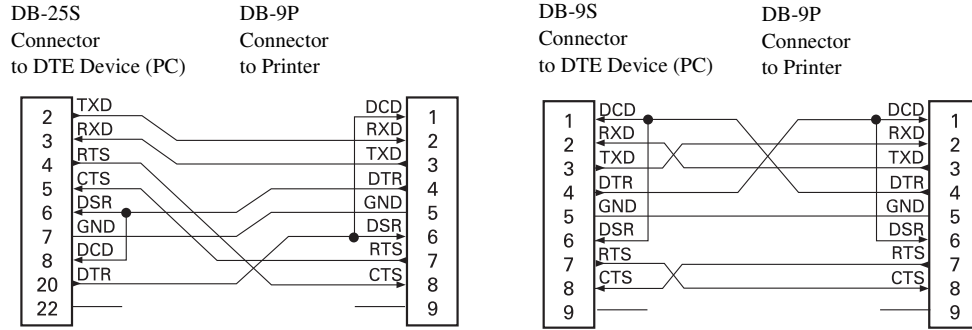 DB-25S
Connector
to DTE Device (PC)
DB-9P
Connector
to Printer
2 TXD DCD 1
3 RXD RXD 2
4 RTS TXD 3
5 CTS DTR 4
6 DSR GND 5
7 GND DSR 6
8 DCD RTS 7
20 DTR CTS 8
22 9
DB-9S
Connector
to DTE Device (PC)
DB-9P
Connector
to Printer
1 DCD DCD 1
2 RXD RXD 2
3 TXD TXD 3
4 DTR DTR 4
5 GND GND 5
6 DSR DSR 6
7 RTS RTS 7
8 CTS CTS 8
9 9